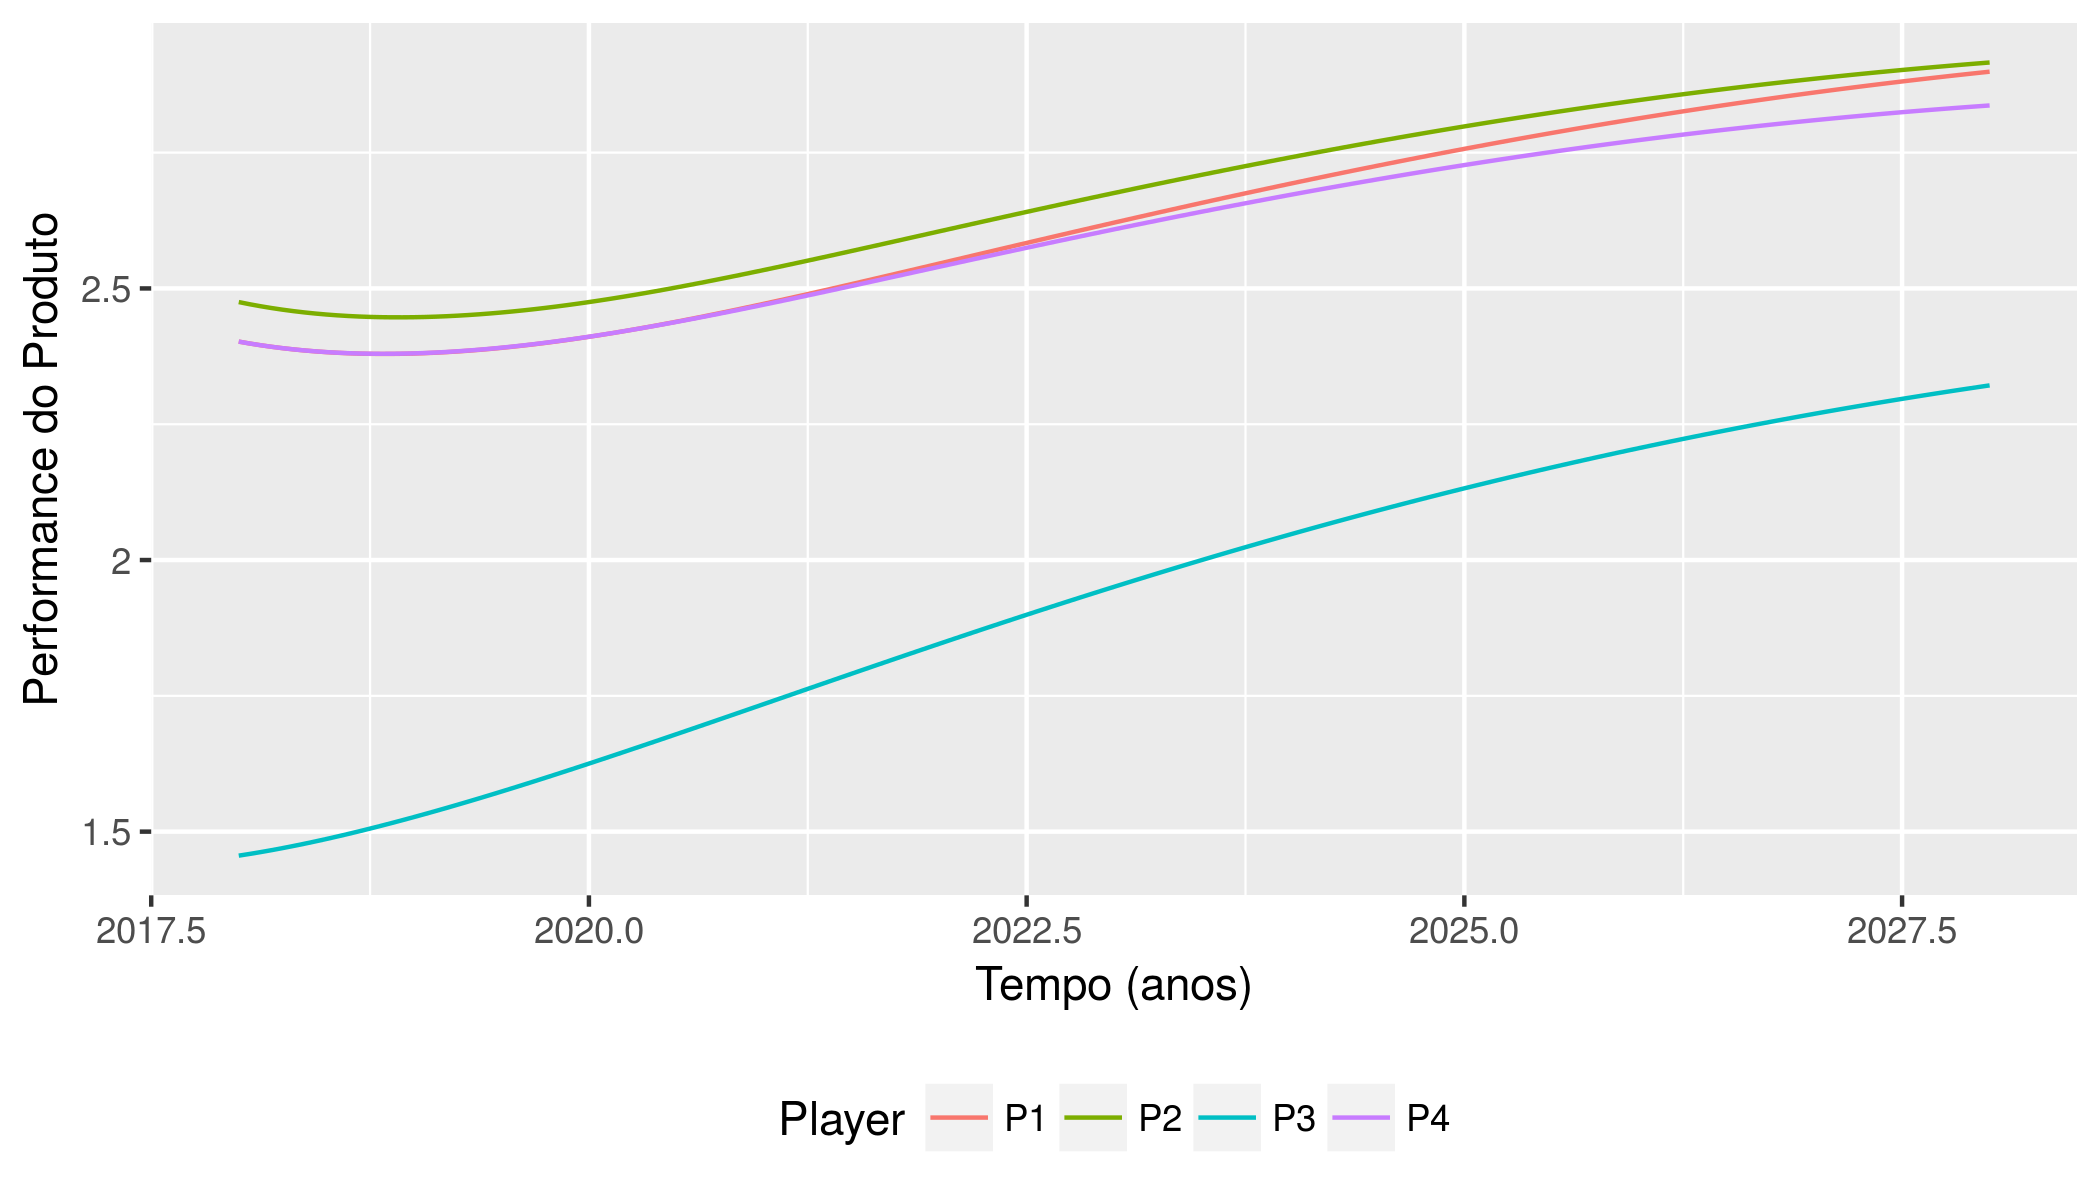 Performance do Produto
2.5
2
1.5
2017.5 2020.0 2022.5 2025.0 2027.5
Tempo (anos)
Player P1 P2 P3 P4